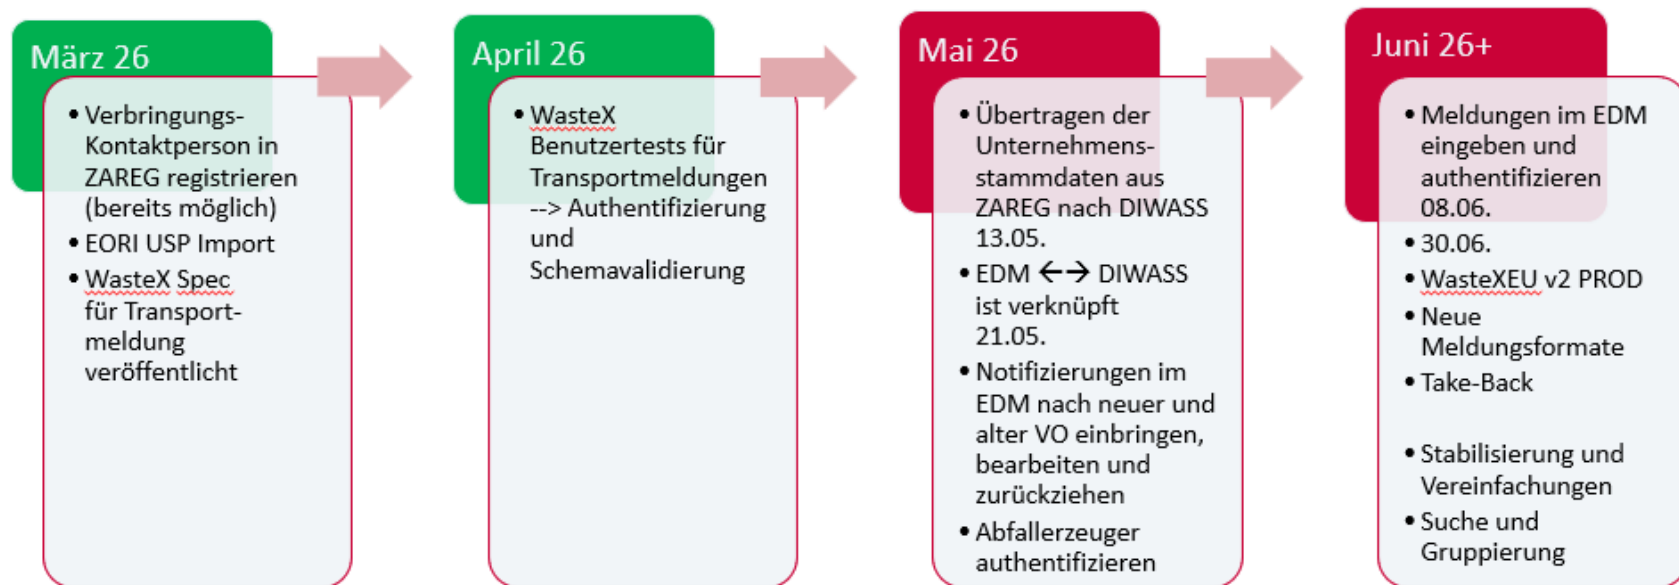 März 26
• Verbringungs-
Kontaktperson in
ZAREG registrieren
(bereits möglich)
• EORI USP Import
• WasteX Spec
für Transport-
meldung
veröffentlicht
April 26
• WasteX
Benutzertests für
Transportmeldungen
--> Authentifizierung
und
Schemavalidierung
Mai 26
• Übertragen der
Unternehmens-
stammdaten aus
ZAREG nach DIWASS
13.05.
• EDM ←→ DIWASS
ist verknüpft
21.05.
• Notifizierungen im
EDM nach neuer und
alter VO einbringen,
bearbeiten und
zurückziehen
• Abfallerzeuger
authentifizieren
Juni 26+
• Meldungen im EDM
eingeben und
authentifizieren
08.06.
• 30.06.
• WasteXEU v2 PROD
• Neue
Meldungsformate
• Take-Back
• Stabilisierung und
Vereinfachungen
• Suche und
Gruppierung